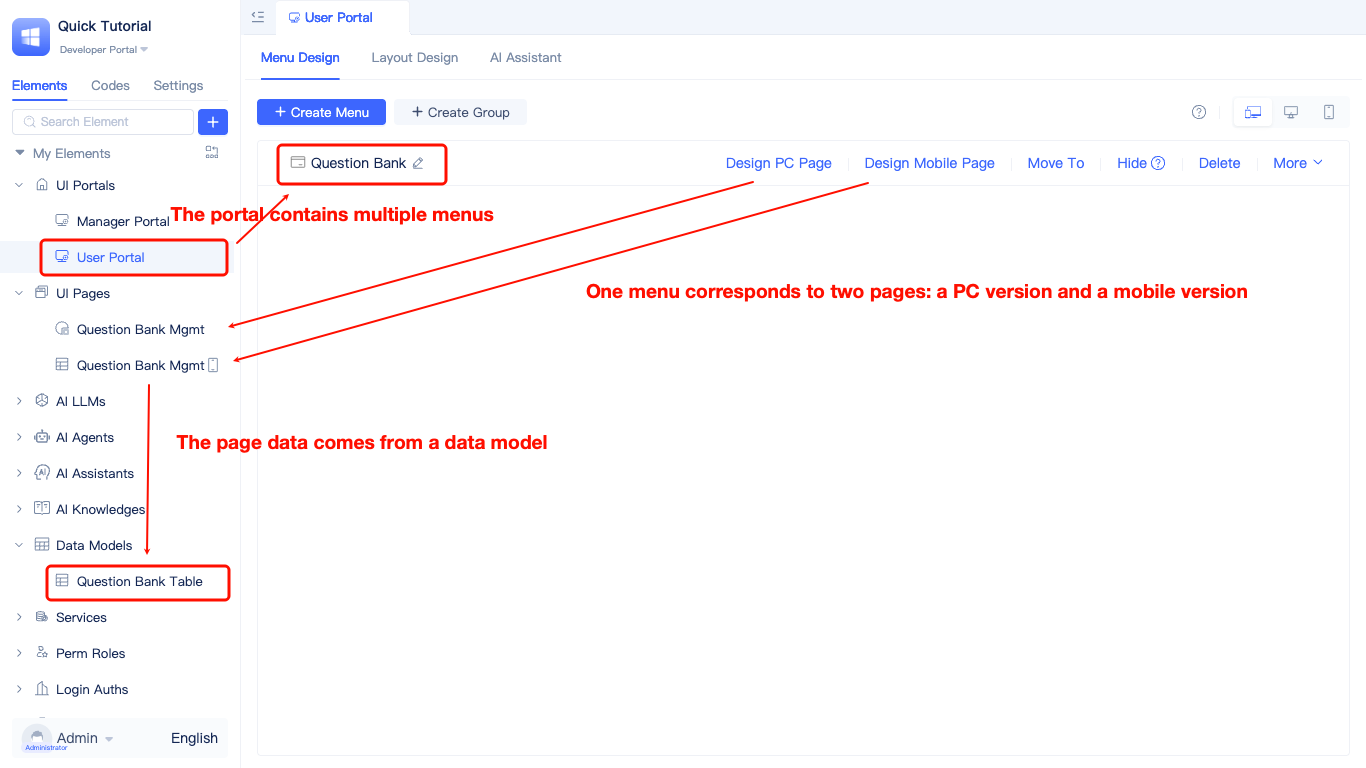 Quick Tutorial
Developer Portal
Elements Codes Settings
Search Element
My Elements
UI Portals
Manager Portal
User Portal
UI Pages
Question Bank Mgmt
Question Bank Mgmt
AI LLMs
AI Agents
AI Assistants
AI Knowledges
Data Models
Question Bank Table
Services
Perm Roles
Login Auths
Admin
Administrator
English
User Portal
Menu Design Layout Design AI Assistant
+ Create Menu + Create Group
Question Bank Design PC Page Design Mobile Page Move To Hide ? Delete More
The portal contains multiple menus
One menu corresponds to two pages: a PC version and a mobile version
The page data comes from a data model